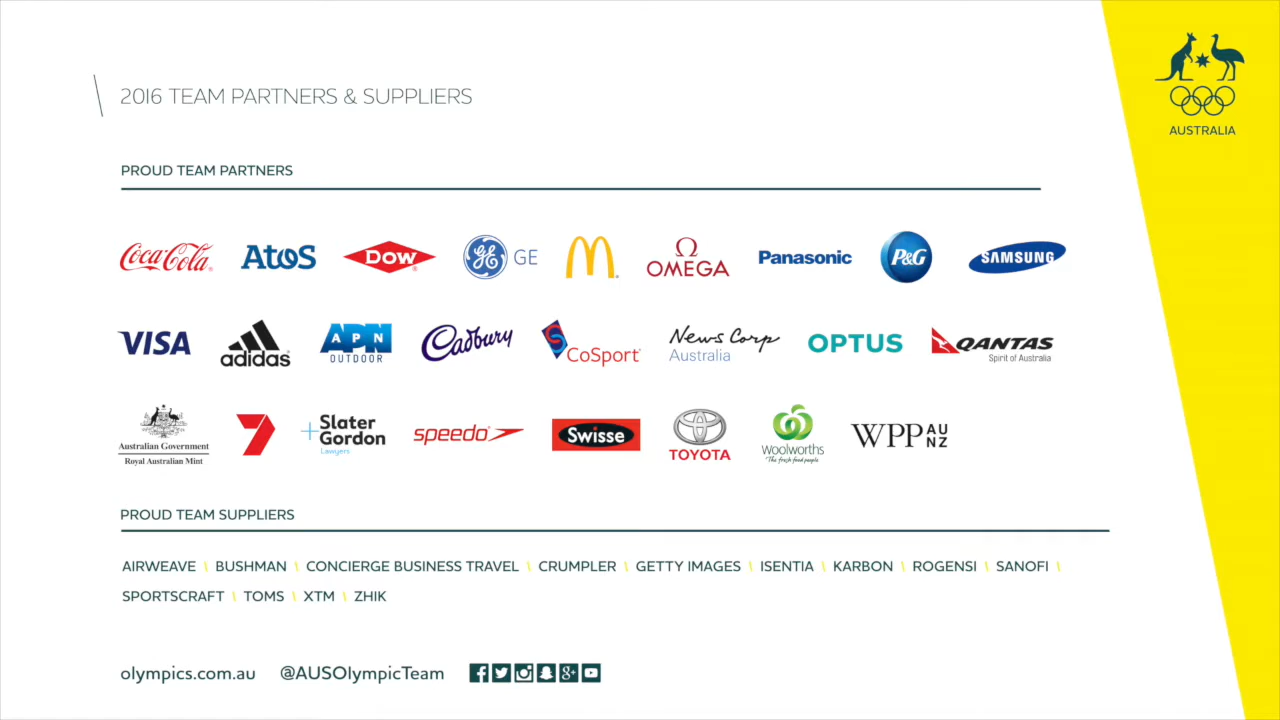 2016 TEAM PARTNERS & SUPPLIERS
AUSTRALIA
PROUD TEAM PARTNERS
Coca-Cola Atos DOW GE GE M OMEGA Panasonic P&G SAMSUNG
VISA adidas APN OUTDOOR Cadbury CoSport News Corp Australia OPTUS QANTAS Spirit of Australia
Australian Government Royal Australian Mint 7 Slater Gordon Lawyers speedo Swisse TOYOTA Woolworths The fresh food people WPP AU NZ
PROUD TEAM SUPPLIERS
AIRWEAVE \ BUSHMAN \ CONCIERGE BUSINESS TRAVEL \ CRUMPLER \ GETTY IMAGES \ ISENTIA \ KARBON \ ROGENSI \ SANOFI \
SPORTSCRAFT \ TOMS \ XTM \ ZHIK
olympics.com.au @AUSOlympicTeam